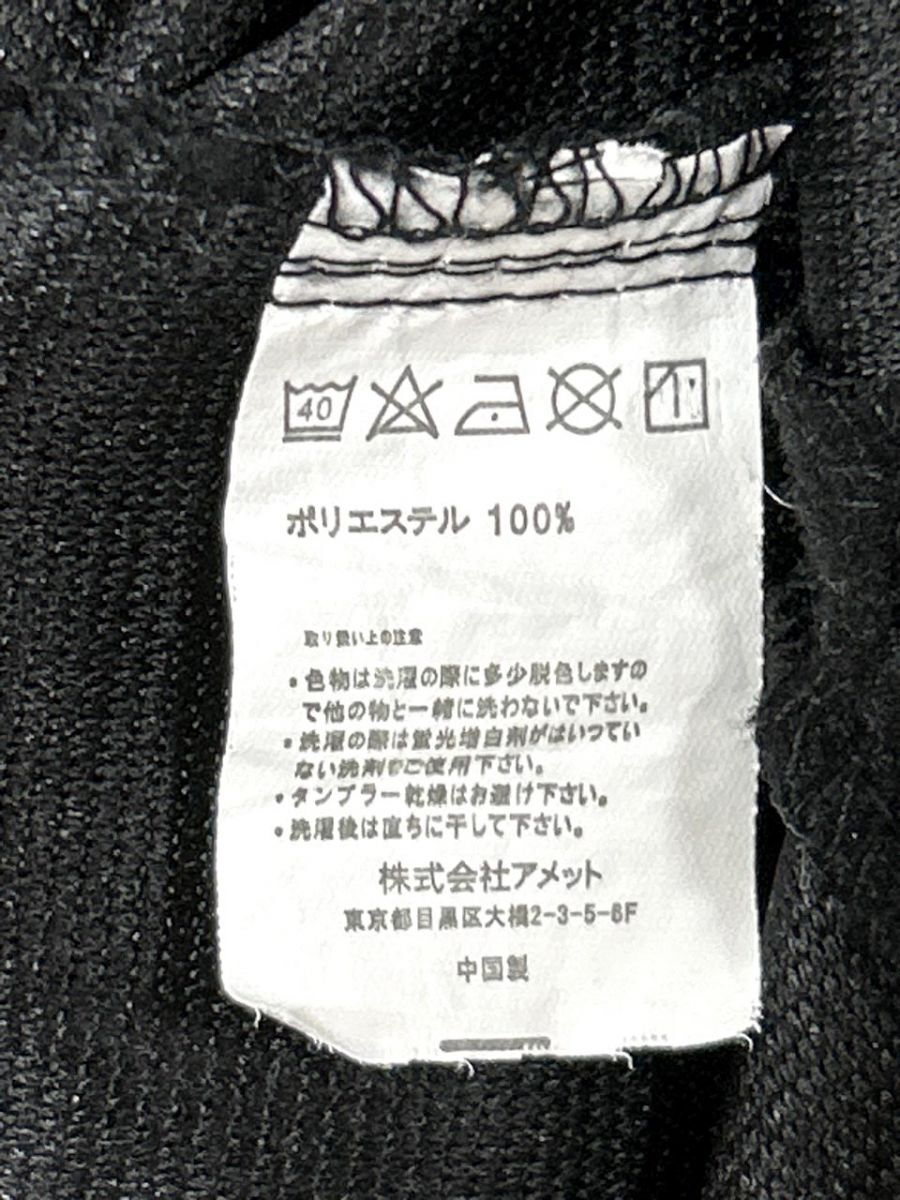 40
ポリエステル 100%
取り扱い上の注意
・色物は洗濯の際に多少脱色しますの
で他の物と一緒に洗わないで下さい。
・洗濯の際は蛍光増白剤がはいつてい
ない洗剤でご使用下さい。
・タンブラー乾燥はお避け下さい。
・洗濯後は直ちに干して下さい。
株式会社アメット
東京都目黒区大橋2-3-5-6F
中国製